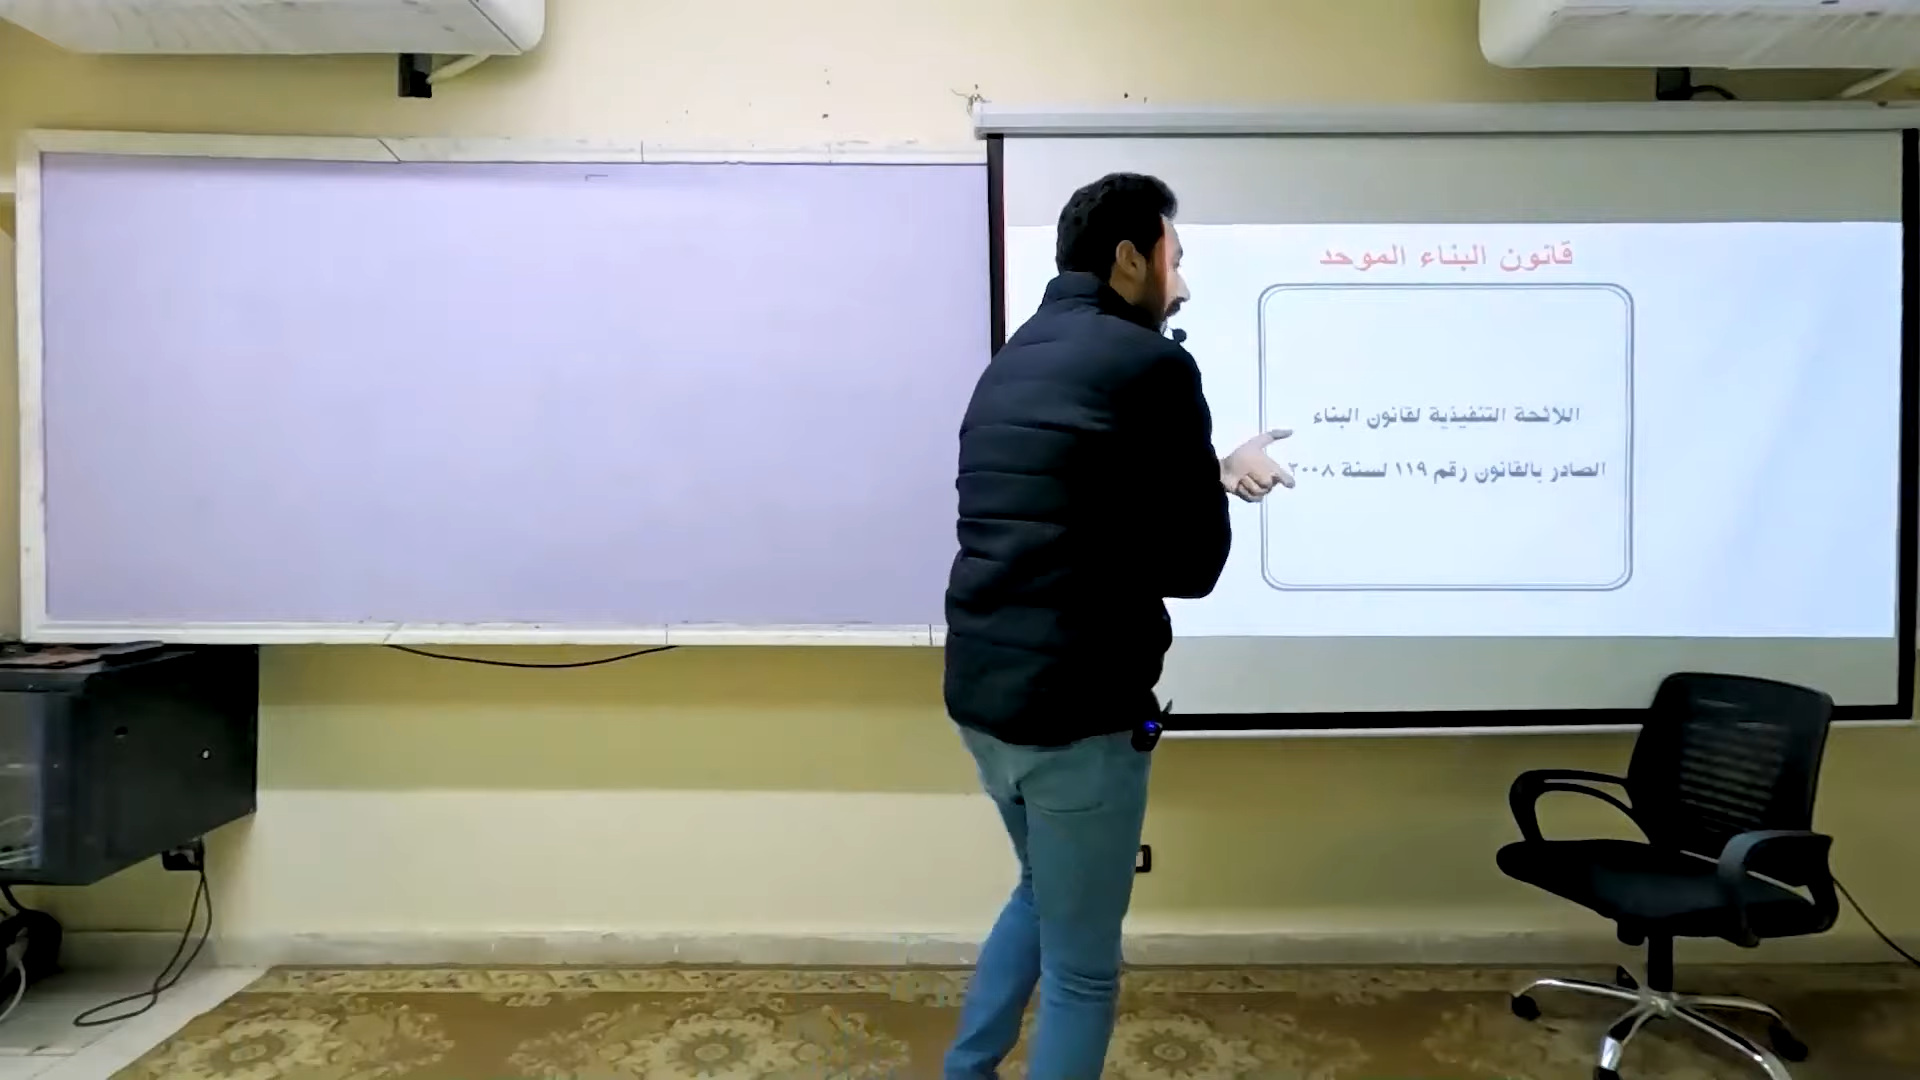 قانون البناء الموحد
اللائحة التنفيذية لقانون البناء
الصادر بالقانون رقم ١١٩ لسنة ٢٠٠٨